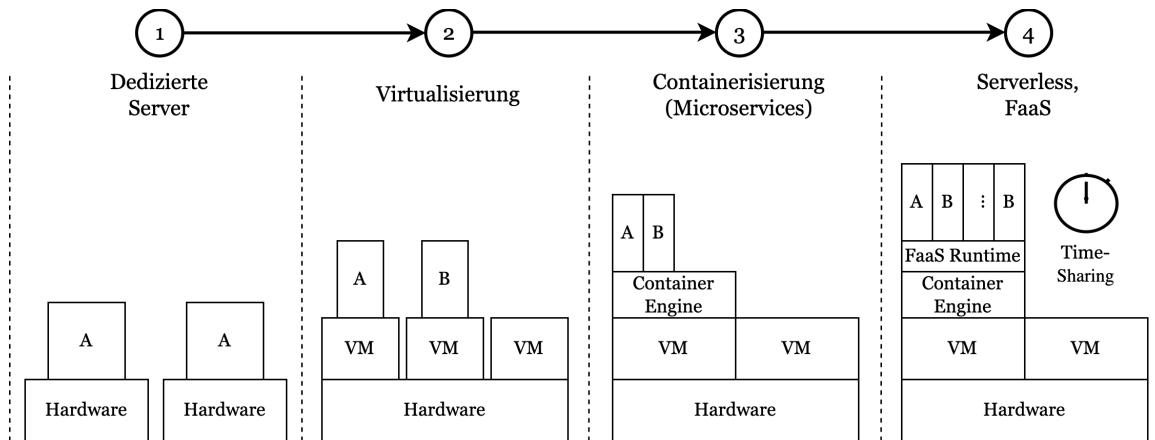 1
2
3
4
Dedizierte
Server
Virtualisierung
Containerisierung
(Microservices)
Serverless,
FaaS
A
Hardware
A
Hardware
A
B
VM
VM
VM
Hardware
A B
Container
Engine
VM
VM
Hardware
A B ⋮ B
FaaS Runtime
Container
Engine
VM
VM
Hardware
Time-
Sharing